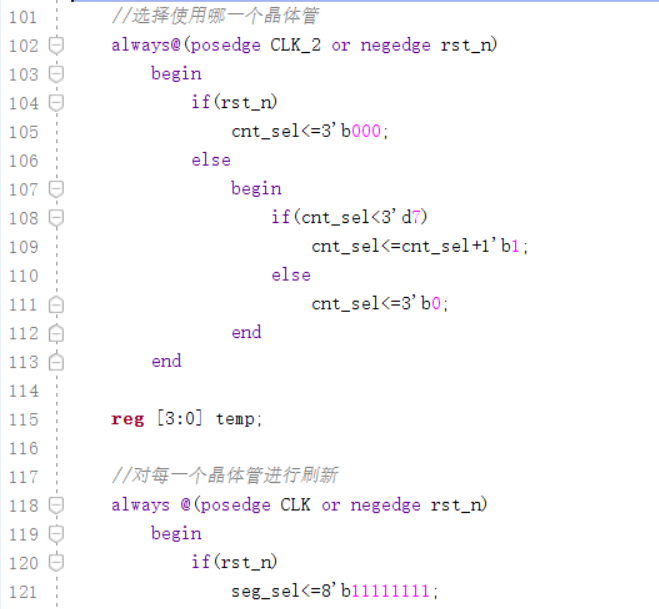 101 //选择使用哪一个晶体管
102 always@(posedge CLK_2 or negedge rst_n)
103 begin
104 if(rst_n)
105 cnt_sel<=3'b000;
106 else
107 begin
108 if(cnt_sel<3'd7)
109 cnt_sel<=cnt_sel+1'b1;
110 else
111 cnt_sel<=3'b0;
112 end
113 end
114
115 reg [3:0] temp;
116
117 //对每一个晶体管进行刷新
118 always @(posedge CLK or negedge rst_n)
119 begin
120 if(rst_n)
121 seg_sel<=8'b11111111;